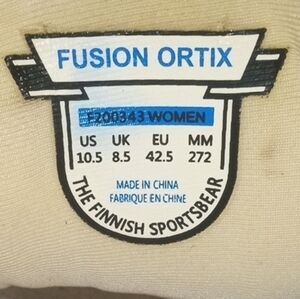 FUSION ORTIX
F200343 WOMEN
US UK EU MM
10.5 8.5 42.5 272
MADE IN CHINA
FABRIQUE EN CHINE
THE FINNISH SPORTSBEAR